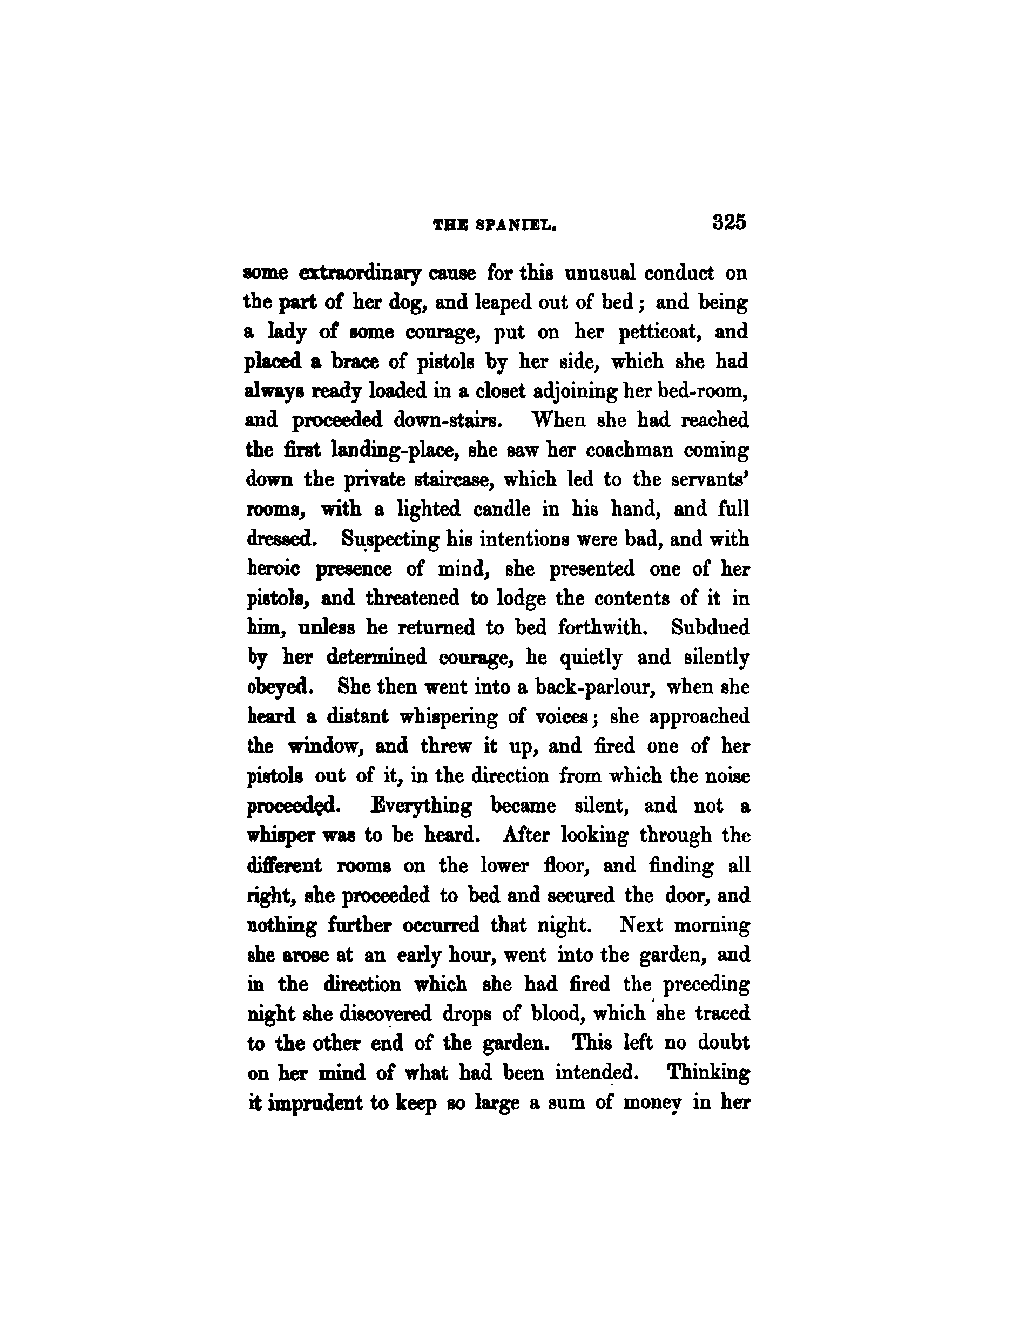 THE SPANIEL. 325
some extraordinary cause for this unusual conduct on
the part of her dog, and leaped out of bed; and being
a lady of some courage, put on her petticoat, and
placed a brace of pistols by her side, which she had
always ready loaded in a closet adjoining her bed-room,
and proceeded down-stairs. When she had reached
the first landing-place, she saw her coachman coming
down the private staircase, which led to the servants'
rooms, with a lighted candle in his hand, and full
dressed. Suspecting his intentions were bad, and with
heroic presence of mind, she presented one of her
pistols, and threatened to lodge the contents of it in
him, unless he returned to bed forthwith. Subdued
by her determined courage, he quietly and silently
obeyed. She then went into a back-parlour, when she
heard a distant whispering of voices; she approached
the window, and threw it up, and fired one of her
pistols out of it, in the direction from which the noise
proceeded. Everything became silent, and not a
whisper was to be heard. After looking through the
different rooms on the lower floor, and finding all
right, she proceeded to bed and secured the door, and
nothing further occurred that night. Next morning
she arose at an early hour, went into the garden, and
in the direction which she had fired the preceding
night she discovered drops of blood, which she traced
to the other end of the garden. This left no doubt
on her mind of what had been intended. Thinking
it imprudent to keep so large a sum of money in her